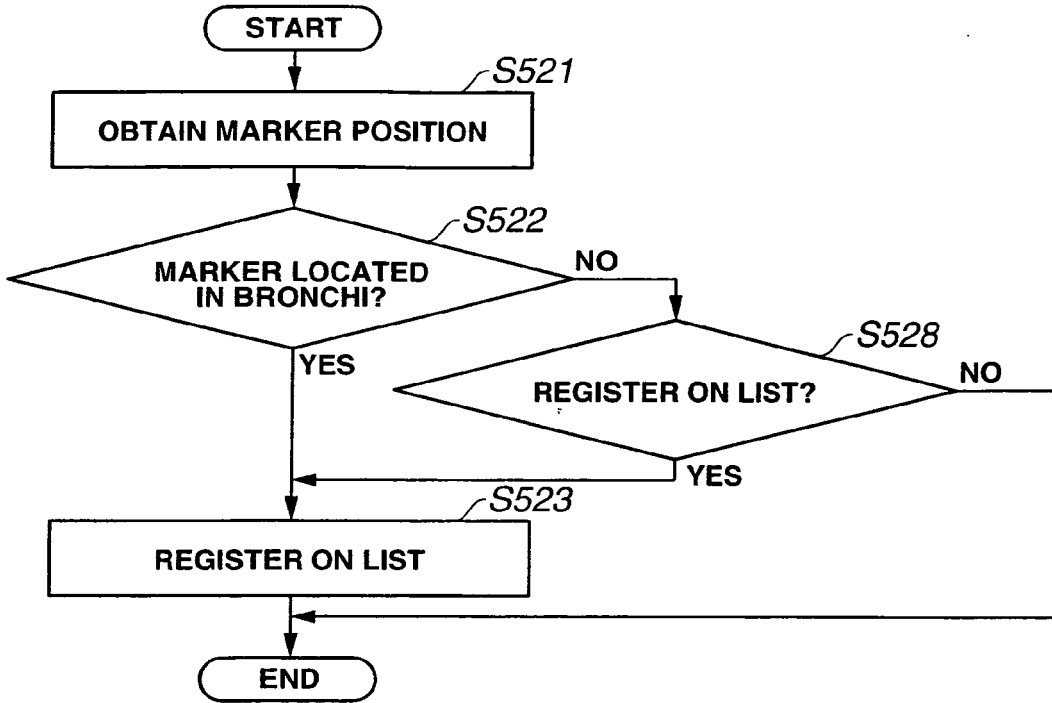 START
S521
OBTAIN MARKER POSITION
S522
MARKER LOCATED
IN BRONCHI?
NO
YES
S528
REGISTER ON LIST?
NO
YES
S523
REGISTER ON LIST
END